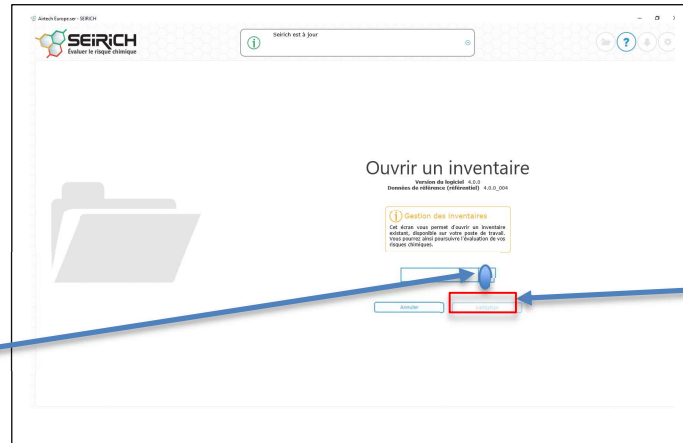 Airtech Europe.ser - SEIRICH
SEiRiCH
Évaluer le risque chimique
Seirich est à jour
?
Ouvrir un inventaire
Version du logiciel 4.0.0
Données de référence (référentiel) 4.0.0_004
Gestion des inventaires
Cet écran vous permet d'ouvrir un inventaire
existant, disponible sur votre poste de travail.
Vous pourrez ainsi poursuivre l'évaluation de vos
risques chimiques.
Annuler